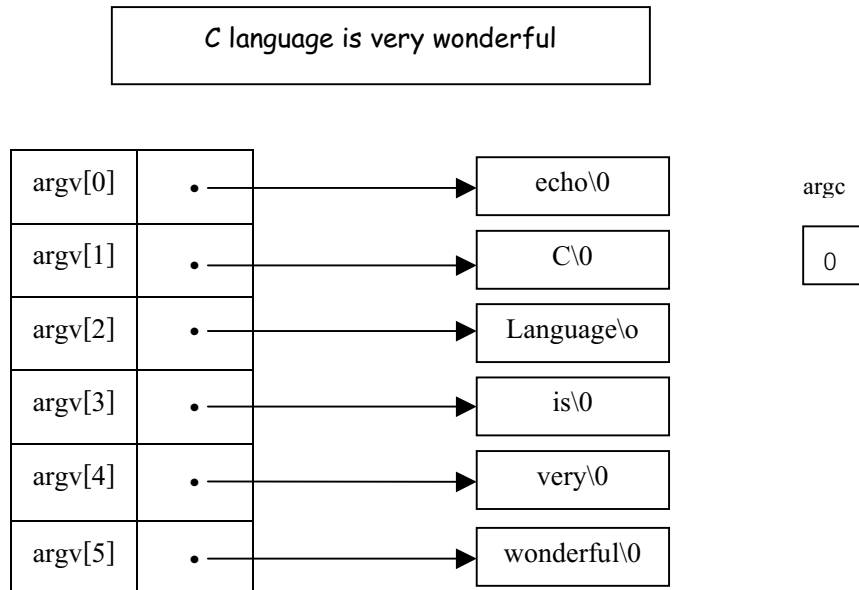 C language is very wonderful
argv[0] • echo\0 argc
argv[1] • C\0 0
argv[2] • Language\o
argv[3] • is\0
argv[4] • very\0
argv[5] • wonderful\0